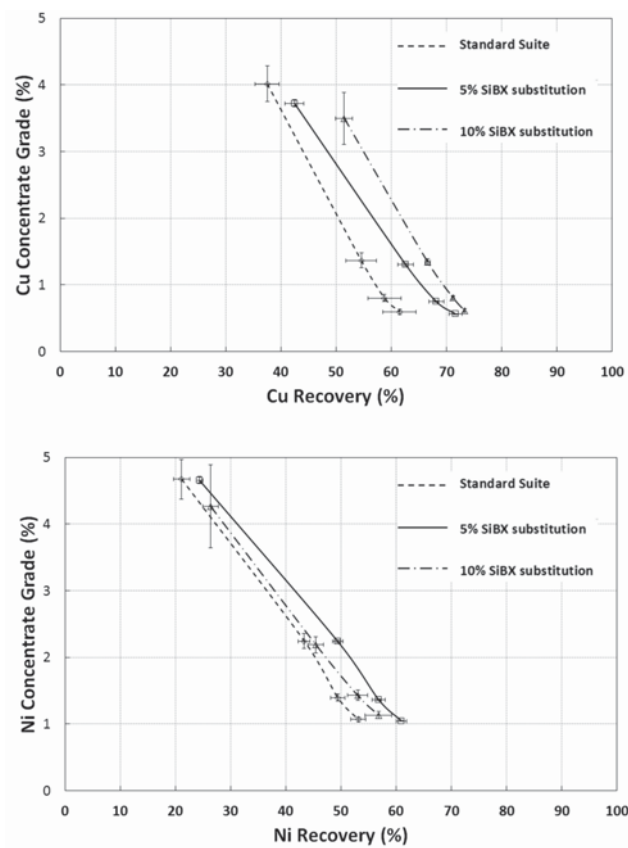 5
4
3
2
1
0
Cu Concentrate Grade (%)
Standard Suite
5% SiBX substitution
10% SiBX substitution
0 10 20 30 40 50 60 70 80 90 100
Cu Recovery (%)
5
4
3
2
1
0
Ni Concentrate Grade (%)
Standard Suite
5% SiBX substitution
10% SiBX substitution
0 10 20 30 40 50 60 70 80 90 100
Ni Recovery (%)